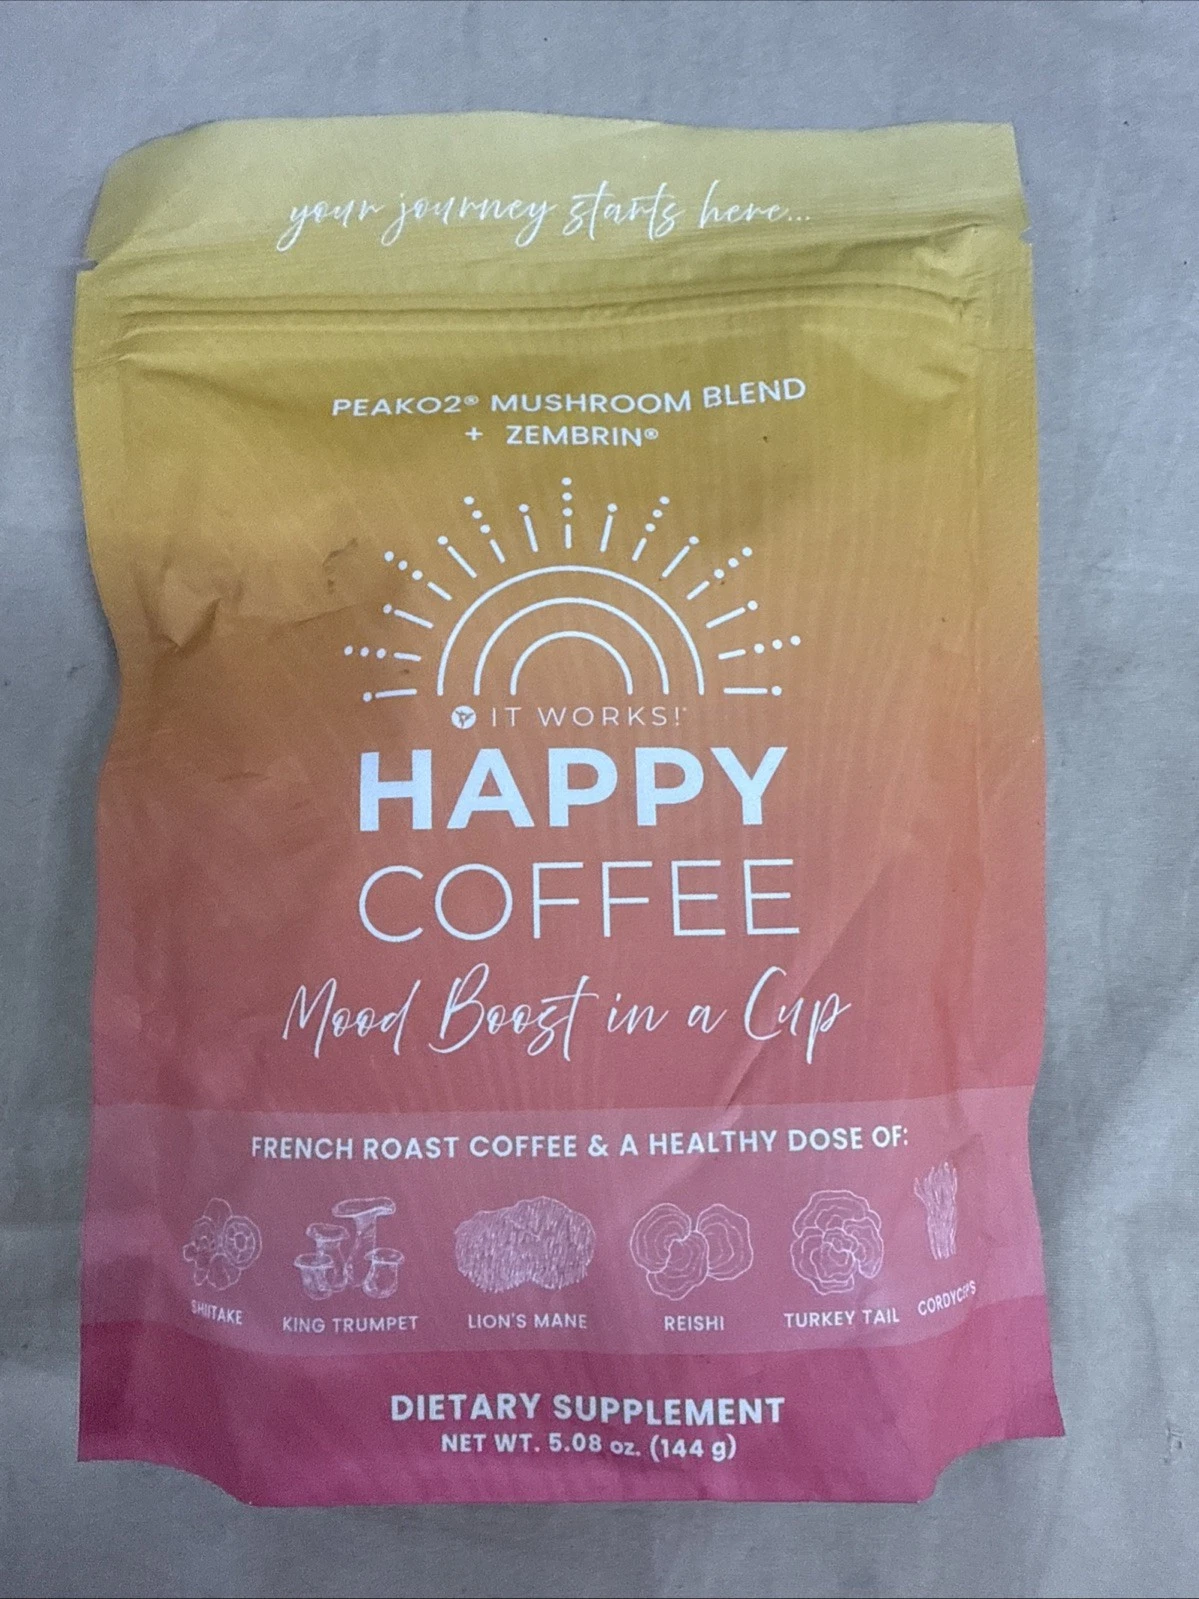 your journey starts here...
PEAKO2® MUSHROOM BLEND
+ ZEMBRIN®
IT WORKS!
HAPPY
COFFEE
Mood Boost in a Cup
FRENCH ROAST COFFEE & A HEALTHY DOSE OF:
SHIITAKE KING TRUMPET LION'S MANE REISHI TURKEY TAIL CORDYCEPS
DIETARY SUPPLEMENT
NET WT. 5.08 oz. (144 g)